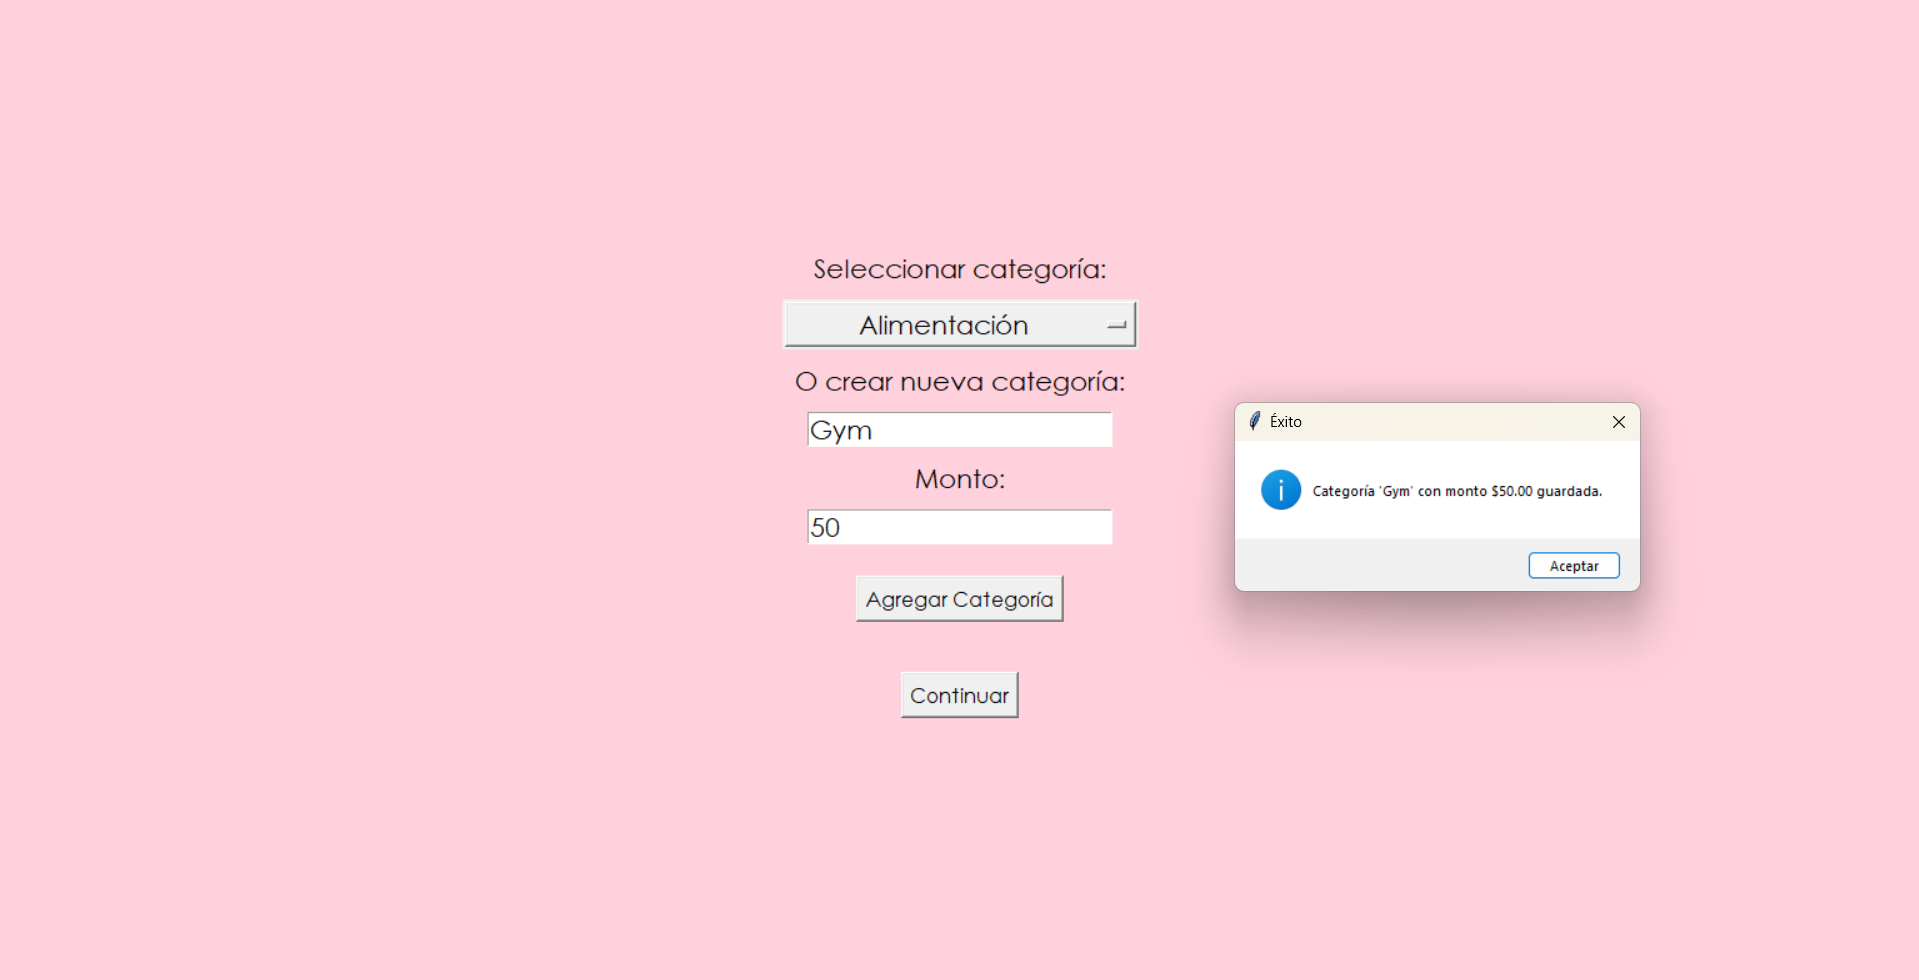 Seleccionar categoría:
Alimentación
O crear nueva categoría:
Gym
Monto:
50
Agregar Categoría
Continuar
Éxito
Categoría 'Gym' con monto $50.00 guardada.
Aceptar